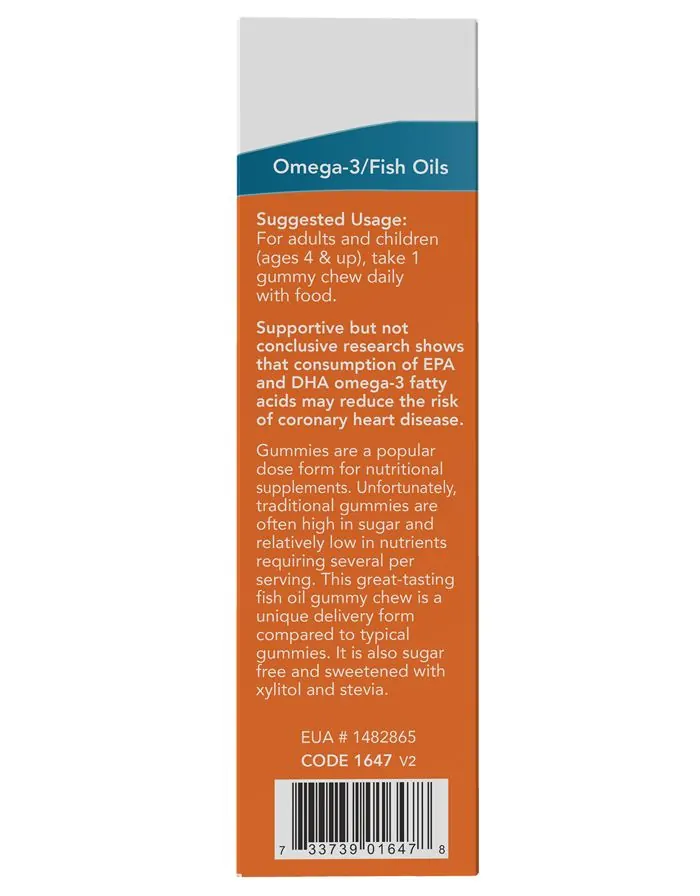 Omega-3/Fish Oils
Suggested Usage:
For adults and children
(ages 4 & up), take 1
gummy chew daily
with food.
Supportive but not
conclusive research shows
that consumption of EPA
and DHA omega-3 fatty
acids may reduce the risk
of coronary heart disease.
Gummies are a popular
dose form for nutritional
supplements. Unfortunately,
traditional gummies are
often high in sugar and
relatively low in nutrients
requiring several per
serving. This great-tasting
fish oil gummy chew is a
unique delivery form
compared to typical
gummies. It is also sugar
free and sweetened with
xylitol and stevia.
EUA # 1482865
CODE 1647 V2
7 33739 01647 8